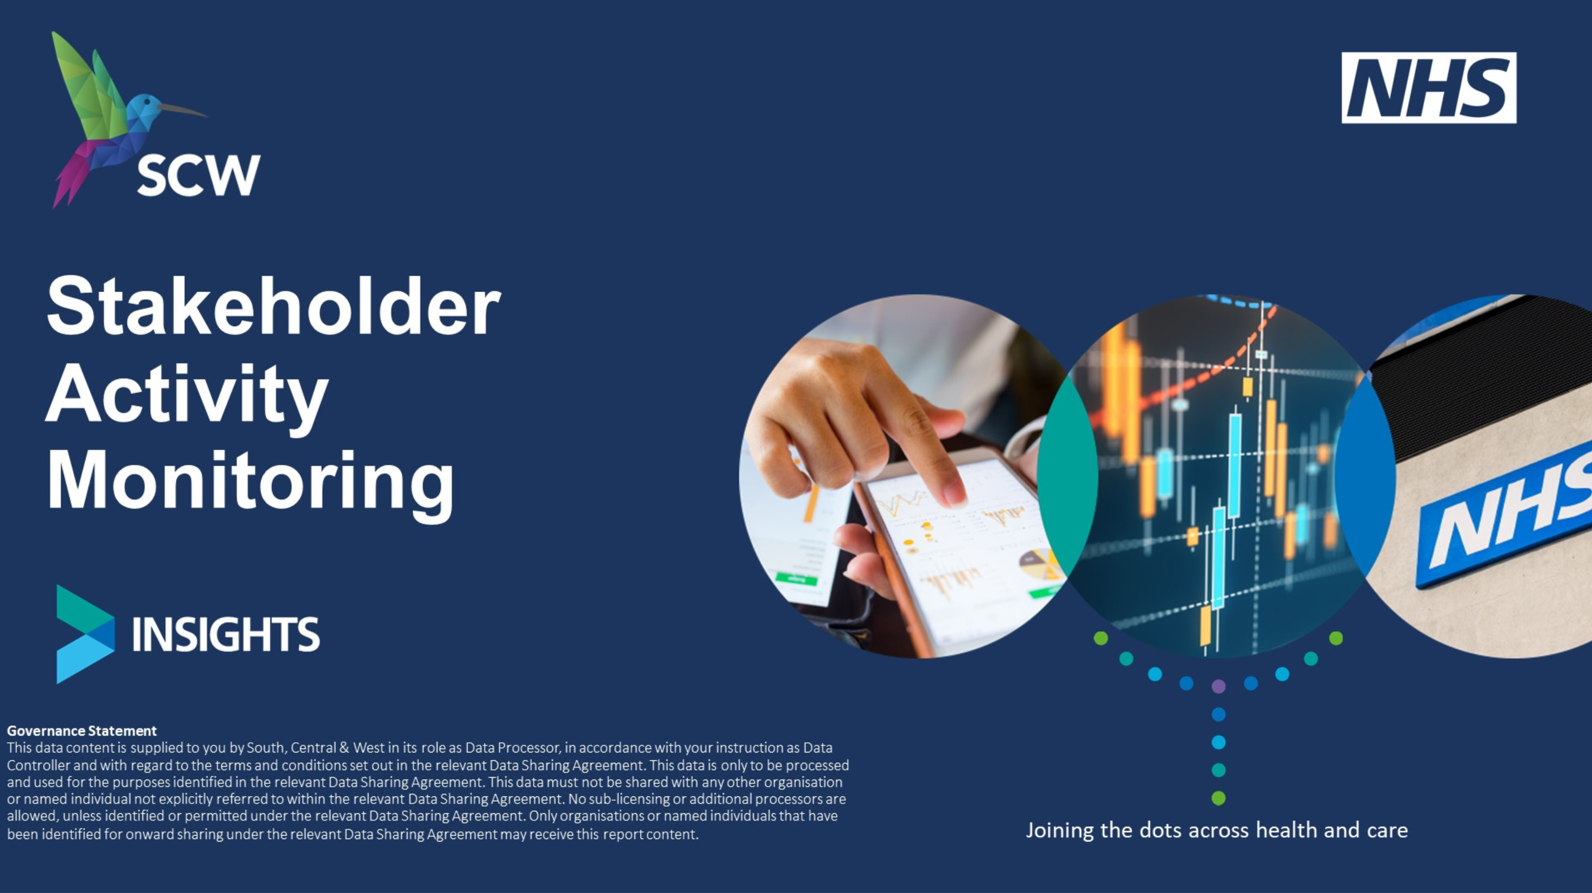 SCW
NHS
Stakeholder
Activity
Monitoring
NHS
INSIGHTS
Governance Statement
This data content is supplied to you by South, Central & West in its role as Data Processor, in accordance with your instruction as Data
Controller and with regard to the terms and conditions set out in the relevant Data Sharing Agreement. This data is only to be processed
and used for the purposes identified in the relevant Data Sharing Agreement. This data must not be shared with any other organisation
or named individual not explicitly referred to within the relevant Data Sharing Agreement. No sub-licensing or additional processors are
allowed, unless identified or permitted under the relevant Data Sharing Agreement. Only organisations or named individuals that have
been identified for onward sharing under the relevant Data Sharing Agreement may receive this report content.
Joining the dots across health and care